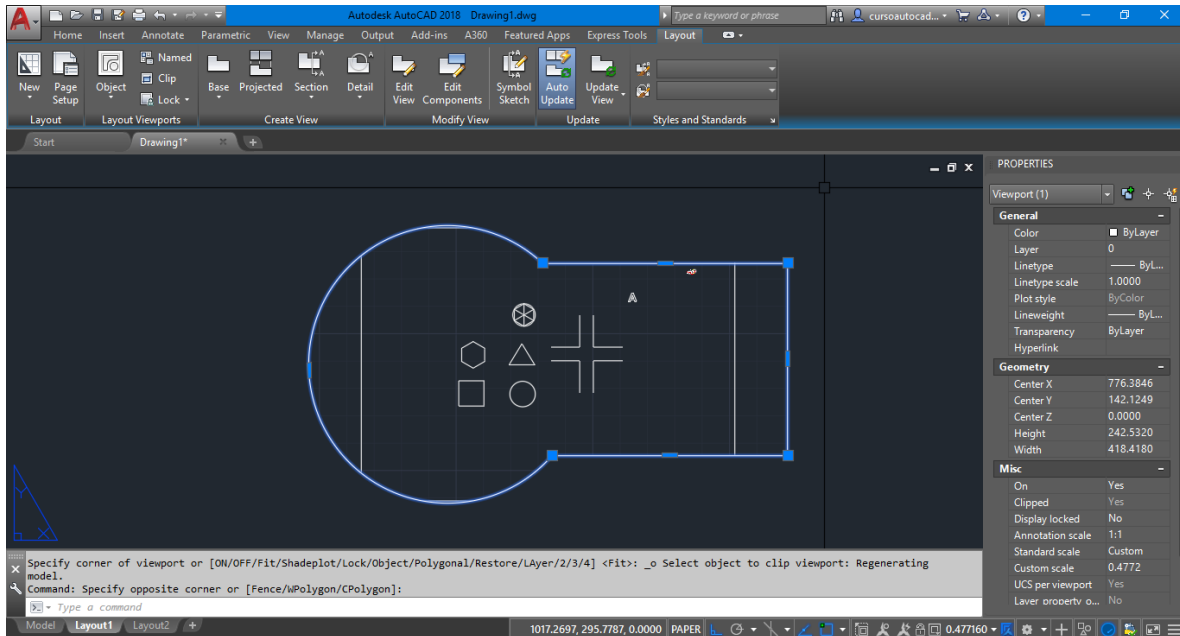 Autodesk AutoCAD 2018 Drawing1.dwg
Type a keyword or phrase
cursoautocad...
Home Insert Annotate Parametric View Manage Output Add-ins A360 Featured Apps Express Tools Layout
New
Page Setup
Object
Named
Clip
Lock
Base
Projected
Section
Detail
Edit View
Edit Components
Symbol Sketch
Auto Update
Update View
Layout
Layout Viewports
Create View
Modify View
Update
Styles and Standards
Start
Drawing1*
A
Y
X
PROPERTIES
Viewport (1)
General
Color ByLayer
Layer 0
Linetype ByL...
Linetype scale 1.0000
Plot style ByColor
Lineweight ByL...
Transparency ByLayer
Hyperlink
Geometry
Center X 776.3846
Center Y 142.1249
Center Z 0.0000
Height 242.5320
Width 418.4180
Misc
On Yes
Clipped Yes
Display locked No
Annotation scale 1:1
Standard scale Custom
Custom scale 0.4772
UCS per viewport Yes
Layer property o... No
Specify corner of viewport or [ON/OFF/Fit/Shadeplot/Lock/Object/Polygonal/Restore/LAyer/2/3/4] <Fit>: _o Select object to clip viewport: Regenerating
model.
Command: Specify opposite corner or [Fence/WPolygon/CPolygon]:
Type a command
Model Layout1 Layout2 +
1017.2697, 295.7787, 0.0000 PAPER 0.477160